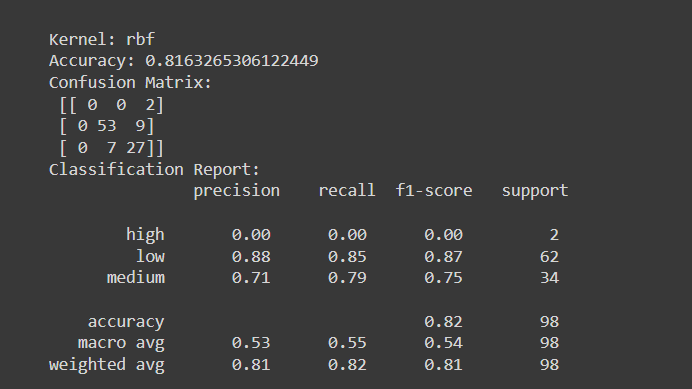 Kernel: rbf
Accuracy: 0.8163265306122449
Confusion Matrix:
[[ 0 0 2]
[ 0 53 9]
[ 0 7 27]]
Classification Report:
precision recall f1-score support
high 0.00 0.00 0.00 2
low 0.88 0.85 0.87 62
medium 0.71 0.79 0.75 34
accuracy 0.82 98
macro avg 0.53 0.55 0.54 98
weighted avg 0.81 0.82 0.81 98